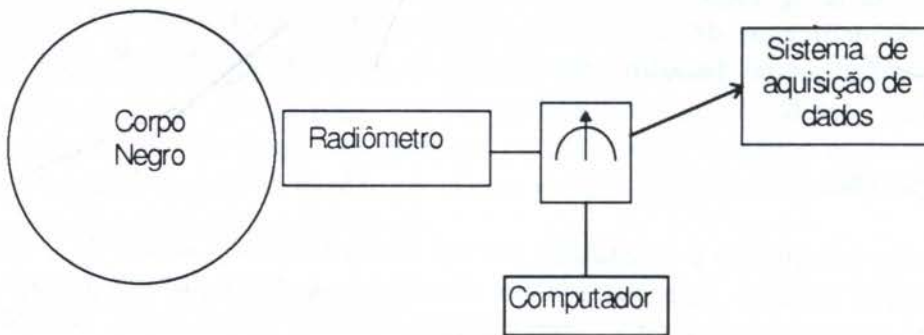 Corpo
Negro
Radiômetro
Sistema de
aquisição de
dados
Computador